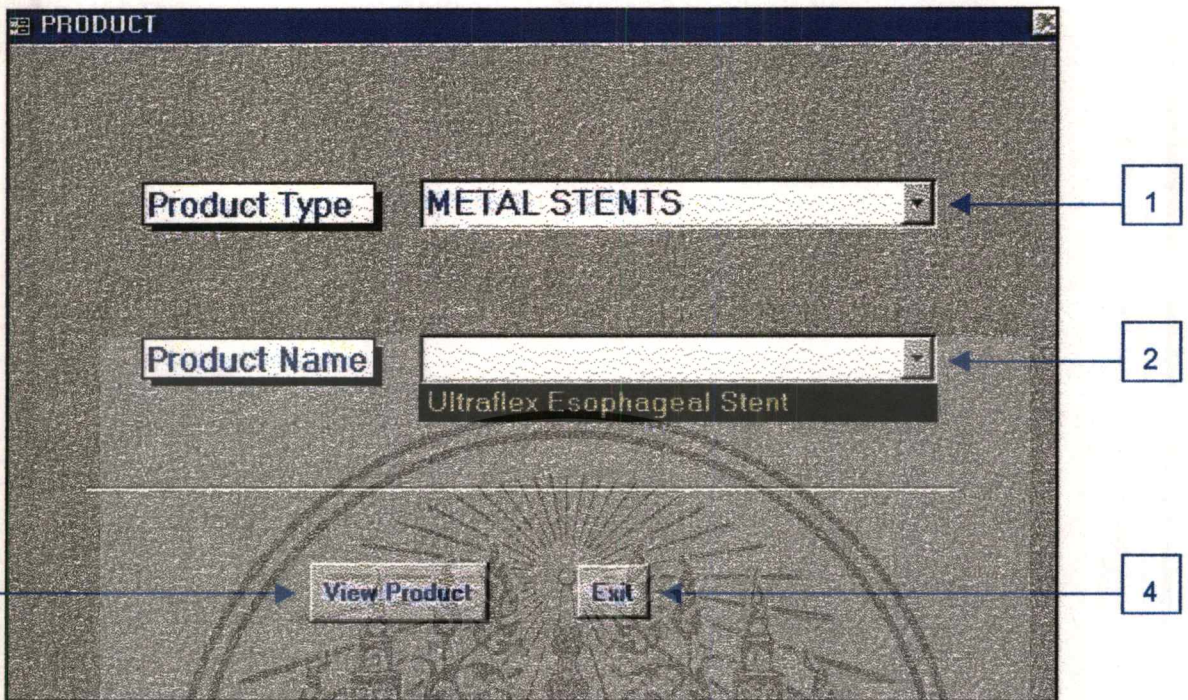 PRODUCT
Product Type METAL STENTS 1
Product Name 2
Ultraflex Esophageal Stent
View Product Exit 4